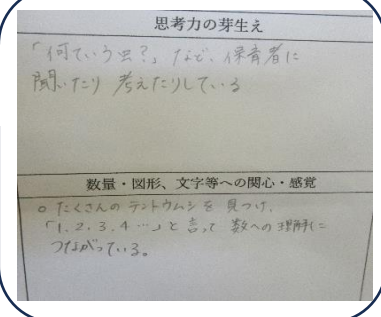 思考力の芽生え
「何ていう虫?」など、保育者に
聞いたり 考えたりしている
数量・図形、文字等への関心・感覚
○ たくさんの テントウムシを 見つけ、
「1、2、3、4…」と 言って 数への 理解に
つながっている。